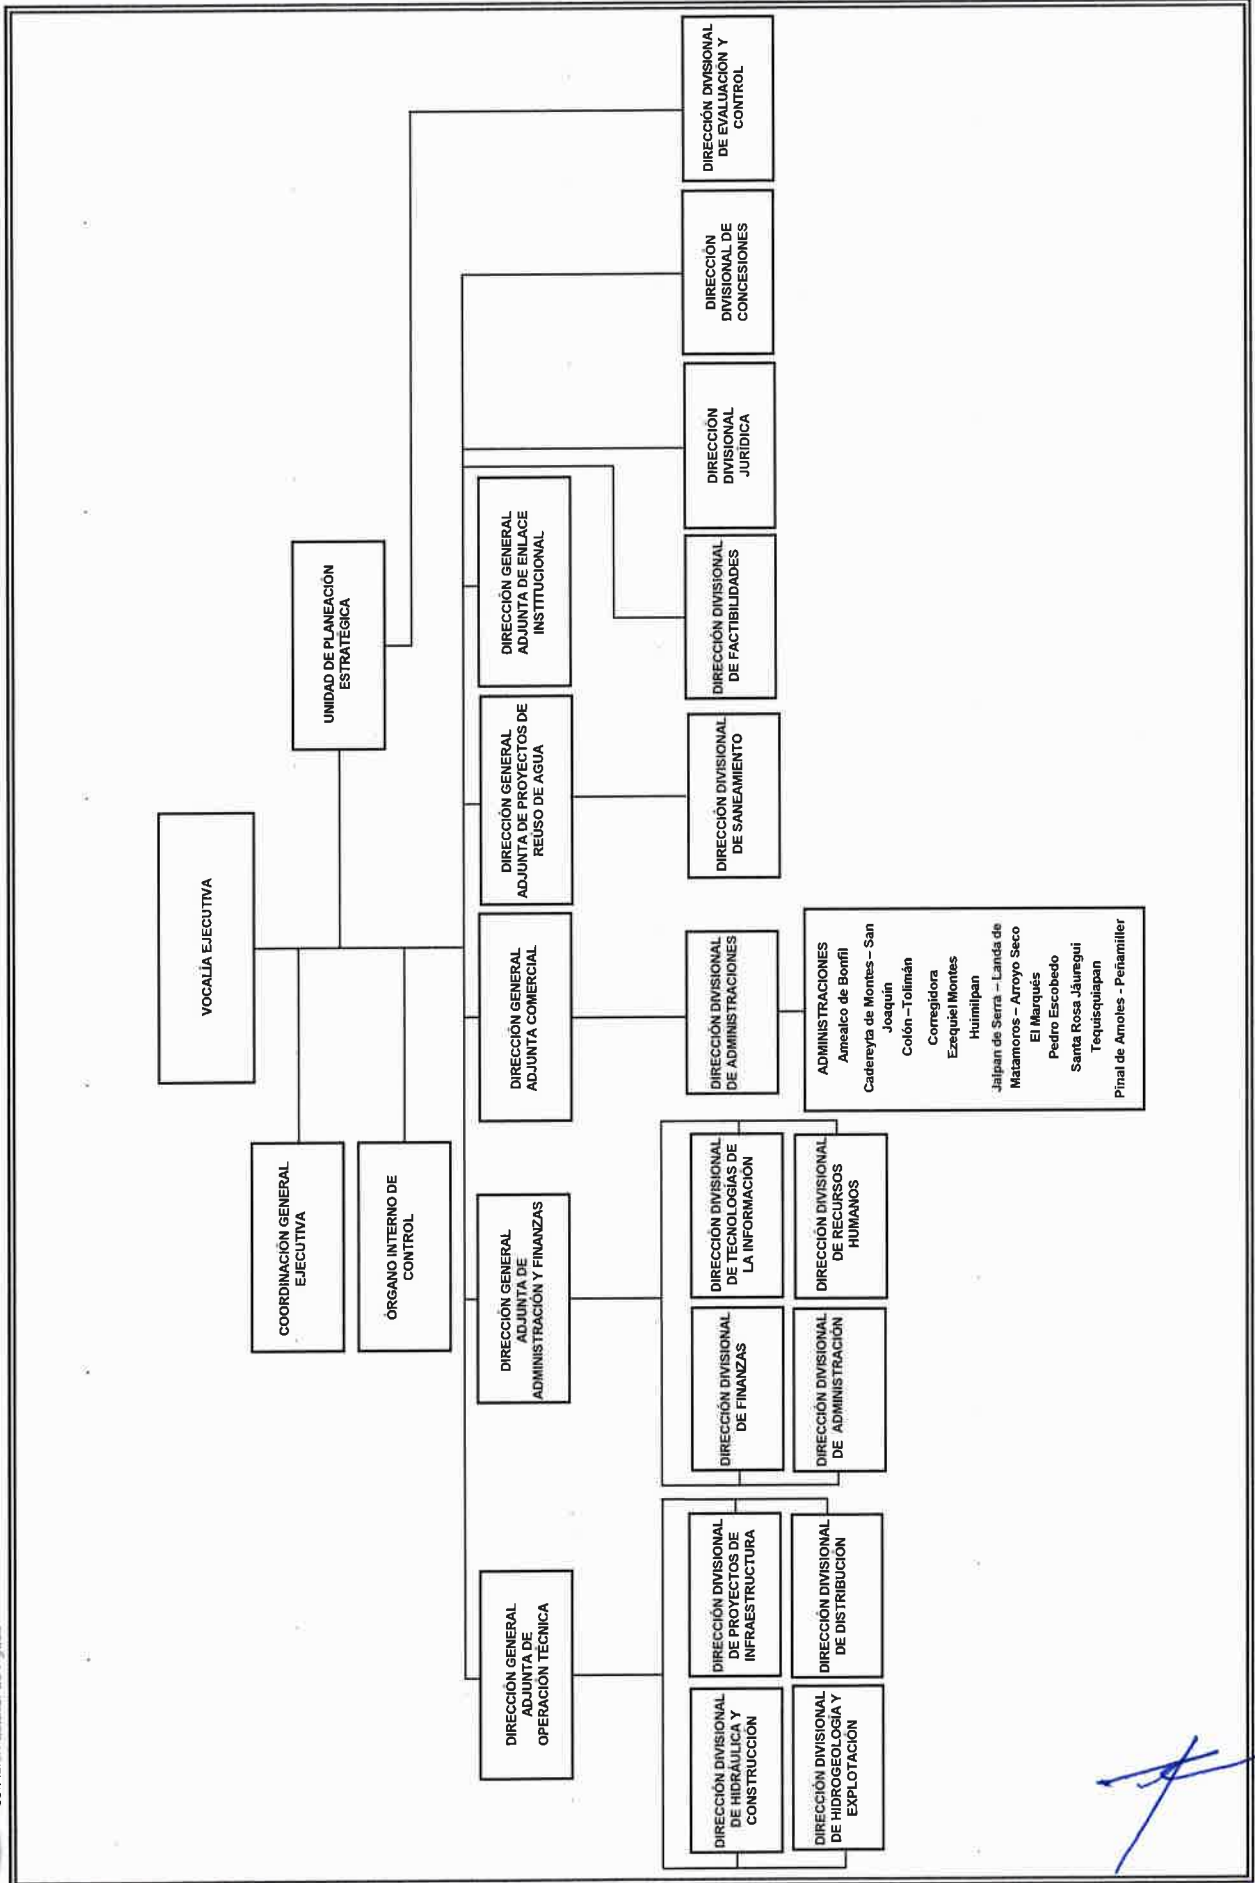 VOCALÍA EJECUTIVA
COORDINACIÓN GENERAL
EJECUTIVA
UNIDAD DE PLANEACIÓN
ESTRATÉGICA
ÓRGANO INTERNO DE
CONTROL
DIRECCIÓN GENERAL
ADJUNTA DE
OPERACIÓN TÉCNICA
DIRECCIÓN GENERAL
ADJUNTA DE
ADMINISTRACIÓN Y FINANZAS
DIRECCIÓN GENERAL
ADJUNTA COMERCIAL
DIRECCIÓN GENERAL
ADJUNTA DE PROYECTOS DE
REÚSO DE AGUA
DIRECCIÓN GENERAL
ADJUNTA DE ENLACE
INSTITUCIONAL
DIRECCIÓN DIVISIONAL
DE HIDRÁULICA Y
CONSTRUCCIÓN
DIRECCIÓN DIVISIONAL
DE PROYECTOS DE
INFRAESTRUCTURA
DIRECCIÓN DIVISIONAL
DE HIDROGEOLOGÍA Y
EXPLOTACIÓN
DIRECCIÓN DIVISIONAL
DE DISTRIBUCIÓN
DIRECCIÓN DIVISIONAL
DE FINANZAS
DIRECCIÓN DIVISIONAL
DE TECNOLOGÍAS DE
LA INFORMACIÓN
DIRECCIÓN DIVISIONAL
DE ADMINISTRACIÓN
DIRECCIÓN DIVISIONAL
DE RECURSOS
HUMANOS
DIRECCIÓN DIVISIONAL
DE ADMINISTRACIONES
ADMINISTRACIONES
Amealco de Bonfil
Cadereyta de Montes – San
Joaquín
Colón – Tolimán
Corregidora
Ezequiel Montes
Huimilpan
Jalpan de Serra – Landa de
Matamoros – Arroyo Seco
El Marqués
Pedro Escobedo
Santa Rosa Jáuregui
Tequisquiapan
Pinal de Amoles - Peñamiller
DIRECCIÓN DIVISIONAL
DE SANEAMIENTO
DIRECCIÓN DIVISIONAL
DE FACTIBILIDADES
DIRECCIÓN
DIVISIONAL
JURÍDICA
DIRECCIÓN
DIVISIONAL DE
CONCESIONES
DIRECCIÓN DIVISIONAL
DE EVALUACIÓN Y
CONTROL